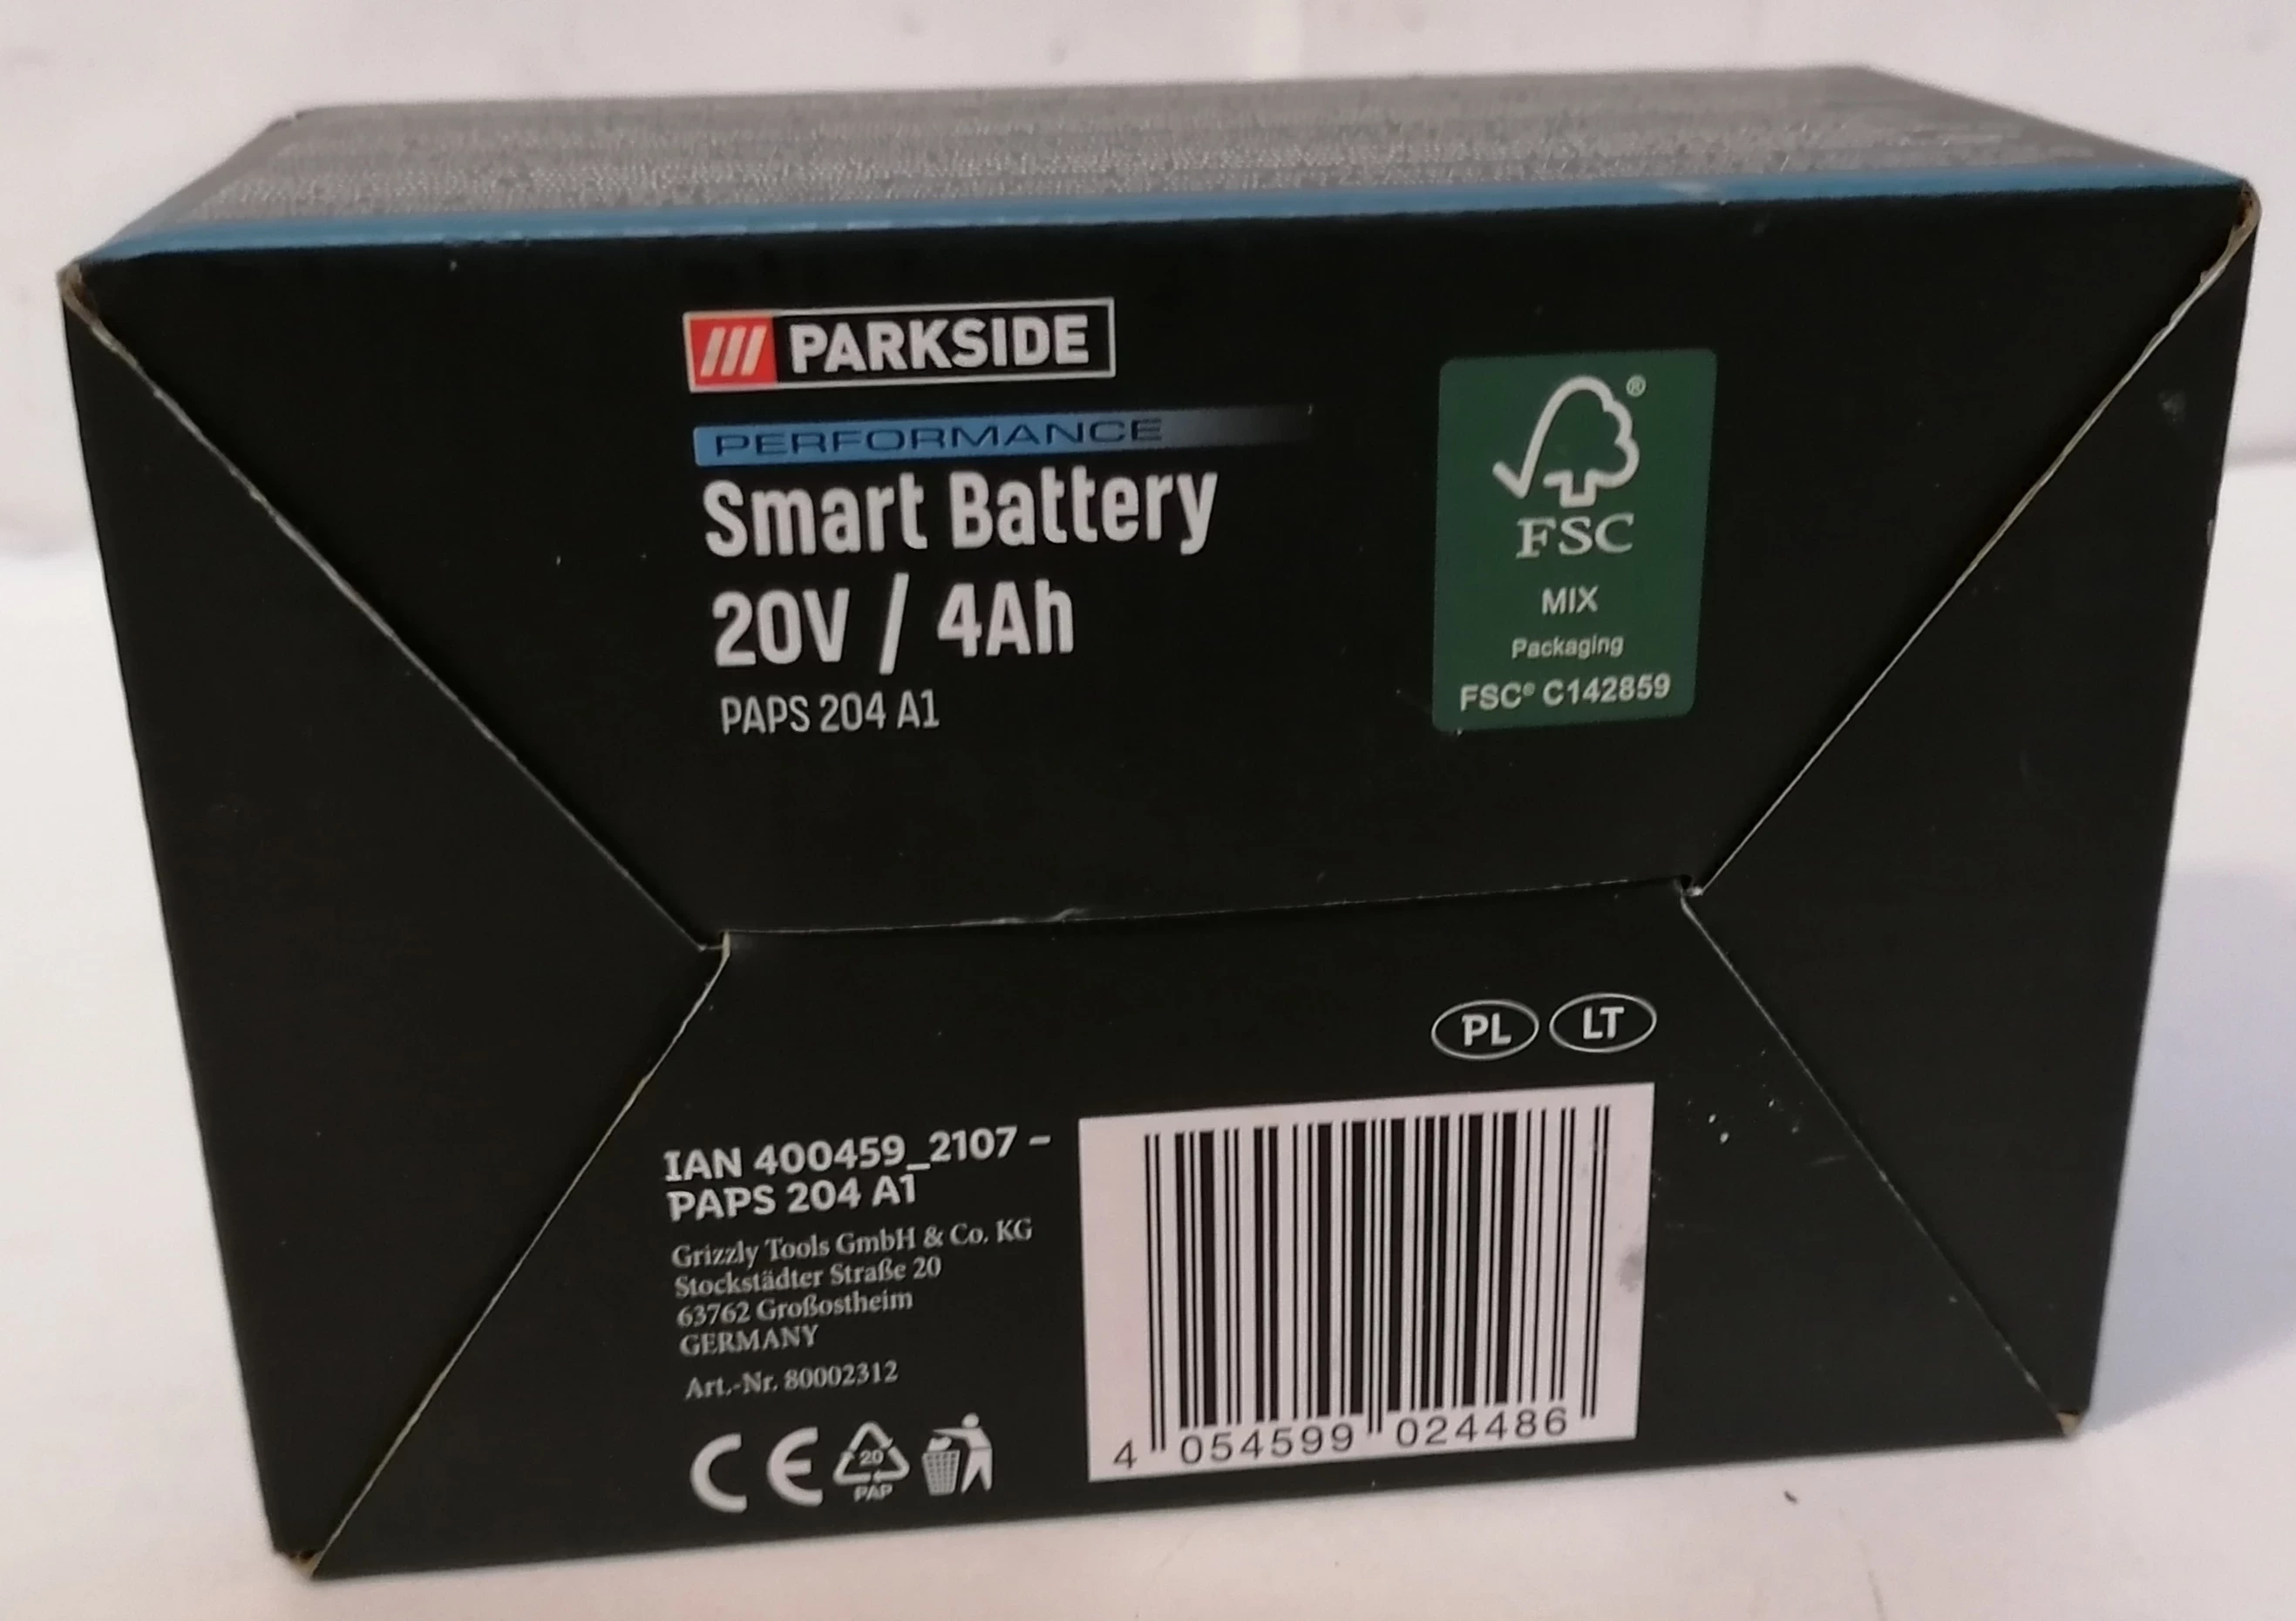 PARKSIDE
PERFORMANCE
Smart Battery
20V / 4Ah
PAPS 204 A1
®
FSC
MIX
Packaging
FSC® C142859
PL LT
IAN 400459_2107 –
PAPS 204 A1
Grizzly Tools GmbH & Co. KG
Stockstädter Straße 20
63762 Großostheim
GERMANY
Art.-Nr. 80002312
CE
20
PAP
4 054599 024486